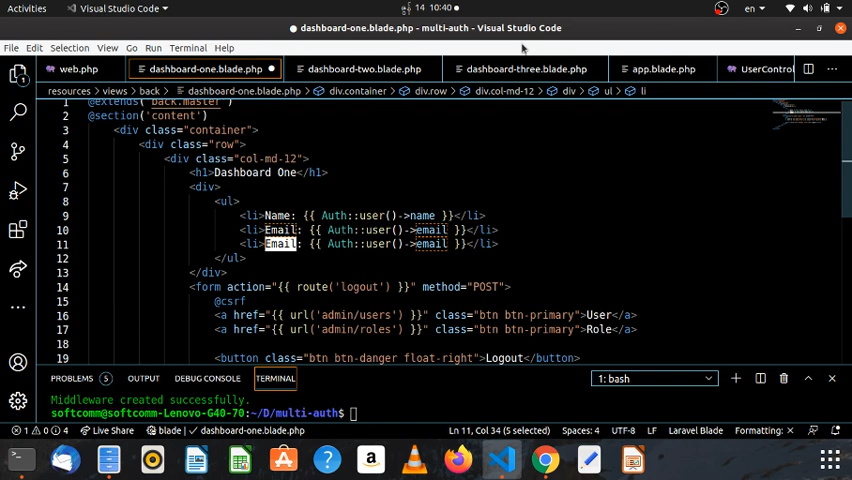 Activities
Visual Studio Code
14 10:40
en
dashboard-one.blade.php - multi-auth - Visual Studio Code
File Edit Selection View Go Run Terminal Help
web.php
dashboard-one.blade.php
dashboard-two.blade.php
dashboard-three.blade.php
app.blade.php
UserControl
resources > views > back > dashboard-one.blade.php > div.container > div.row > div.col-md-12 > div > ul > li
1 @extends('back.master')
2 @section('content')
3 <div class="container">
4 <div class="row">
5 <div class="col-md-12">
6 <h1>Dashboard One</h1>
7 <div>
8 <ul>
9 <li>Name: {{ Auth::user()->name }}</li>
10 <li>Email: {{ Auth::user()->email }}</li>
11 <li>Email: {{ Auth::user()->email }}</li>
12 </ul>
13 </div>
14 <form action="{{ route('logout') }}" method="POST">
15 @csrf
16 <a href="{{ url('admin/users') }}" class="btn btn-primary">User</a>
17 <a href="{{ url('admin/roles') }}" class="btn btn-primary">Role</a>
18
19 <button class="btn btn-danger float-right">Logout</button>
PROBLEMS 5 OUTPUT DEBUG CONSOLE TERMINAL 1: bash
Middleware created successfully.
softcomm@softcomm-Lenovo-G40-70:~/D/multi-auth$
1 0 4 Live Share blade dashboard-one.blade.php Ln 11, Col 34 (5 selected) Spaces: 4 UTF-8 LF Laravel Blade Formatting: ×